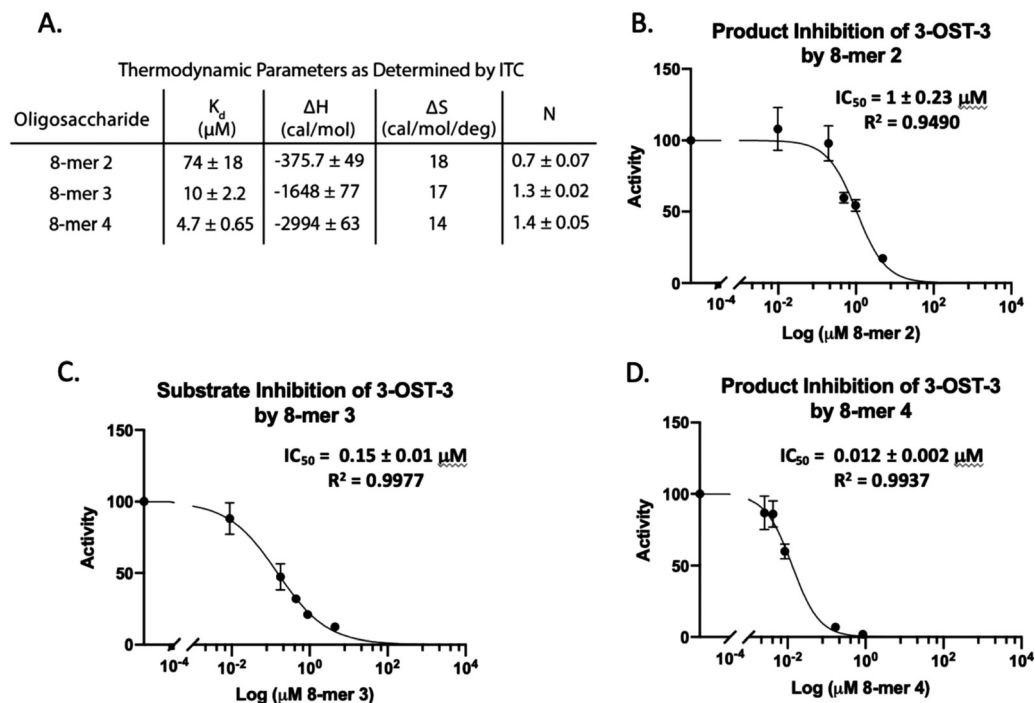 A.
Thermodynamic Parameters as Determined by ITC
Oligosaccharide K_d (μM) ΔH (cal/mol) ΔS (cal/mol/deg) N
8-mer 2 74 ± 18 -375.7 ± 49 18 0.7 ± 0.07
8-mer 3 10 ± 2.2 -1648 ± 77 17 1.3 ± 0.02
8-mer 4 4.7 ± 0.65 -2994 ± 63 14 1.4 ± 0.05
B.
Product Inhibition of 3-OST-3
by 8-mer 2
IC₅₀ = 1 ± 0.23 μM
R² = 0.9490
150
100
50
0
Activity
10⁻⁴ 10⁻² 10⁰ 10² 10⁴
Log (μM 8-mer 2)
C.
Substrate Inhibition of 3-OST-3
by 8-mer 3
IC₅₀ = 0.15 ± 0.01 μM
R² = 0.9977
150
100
50
0
Activity
10⁻⁴ 10⁻² 10⁰ 10² 10⁴
Log (μM 8-mer 3)
D.
Product Inhibition of 3-OST-3
by 8-mer 4
IC₅₀ = 0.012 ± 0.002 μM
R² = 0.9937
150
100
50
0
Activity
10⁻⁴ 10⁻² 10⁰ 10² 10⁴
Log (μM 8-mer 4)